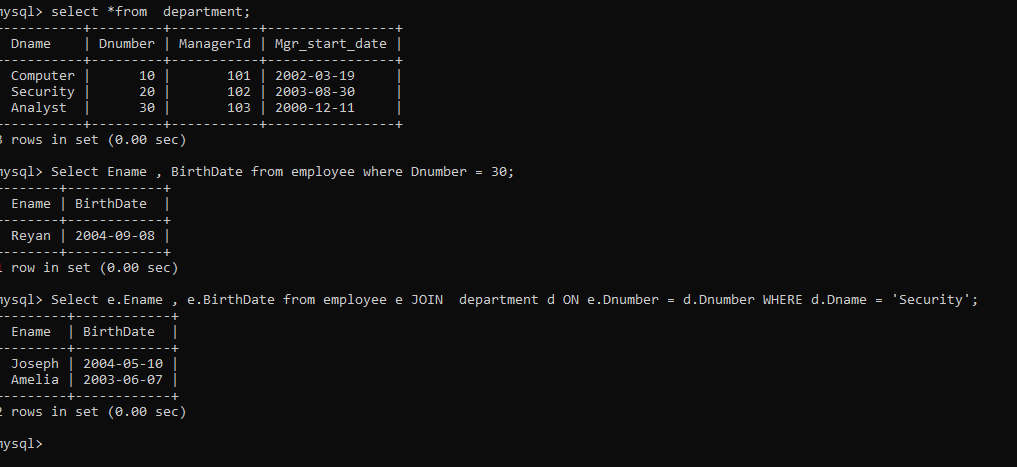 mysql> select *from  department;
-----------+---------+-----------+----------------+
 Dname     | Dnumber | ManagerId | Mgr_start_date |
-----------+---------+-----------+----------------+
 Computer |      10 |       101 | 2002-03-19     |
 Security |      20 |       102 | 2003-08-30     |
 Analyst  |      30 |       103 | 2000-12-11     |
-----------+---------+-----------+----------------+
3 rows in set (0.00 sec)
mysql> Select Ename , BirthDate from employee where Dnumber = 30;
-------+------------+
 Ename | BirthDate  |
-------+------------+
 Reyan | 2004-09-08 |
-------+------------+
1 row in set (0.00 sec)
mysql> Select e.Ename , e.BirthDate from employee e JOIN  department d ON e.Dnumber = d.Dnumber WHERE d.Dname = 'Security';
--------+------------+
 Ename  | BirthDate  |
--------+------------+
 Joseph | 2004-05-10 |
 Amelia | 2003-06-07 |
--------+------------+
2 rows in set (0.00 sec)
mysql>